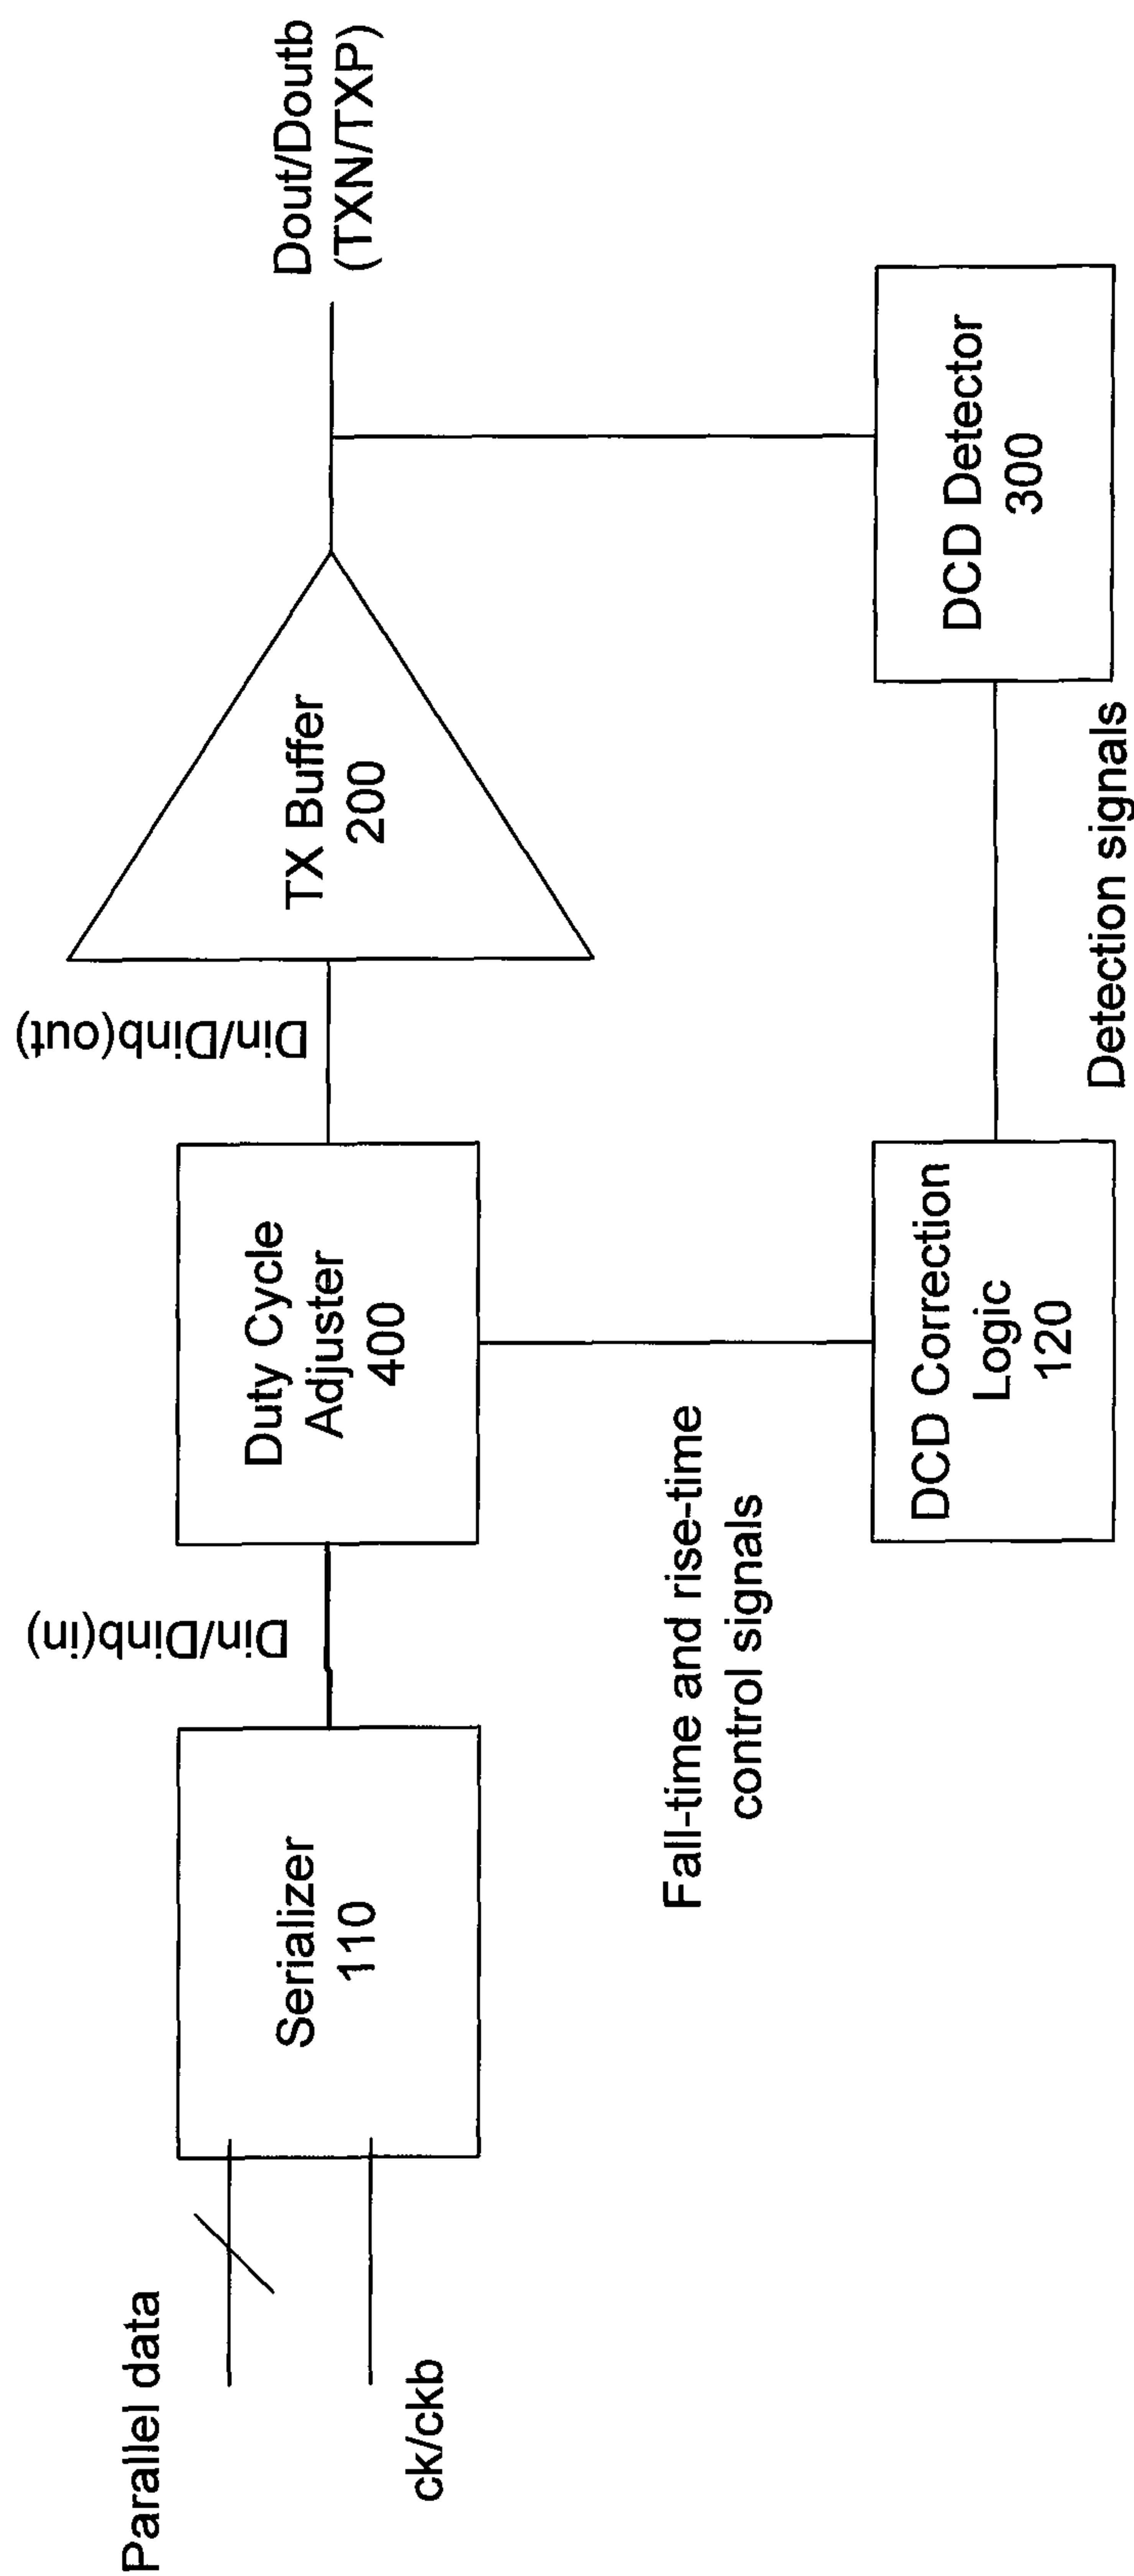 Parallel data
ck/ckb
Serializer
110
Din/Dinb(in)
Duty Cycle
Adjuster
400
Din/Dinb(out)
TX Buffer
200
Dout/Doutb
(TXN/TXP)
Fall-time and rise-time
control signals
DCD Correction
Logic
120
Detection signals
DCD Detector
300